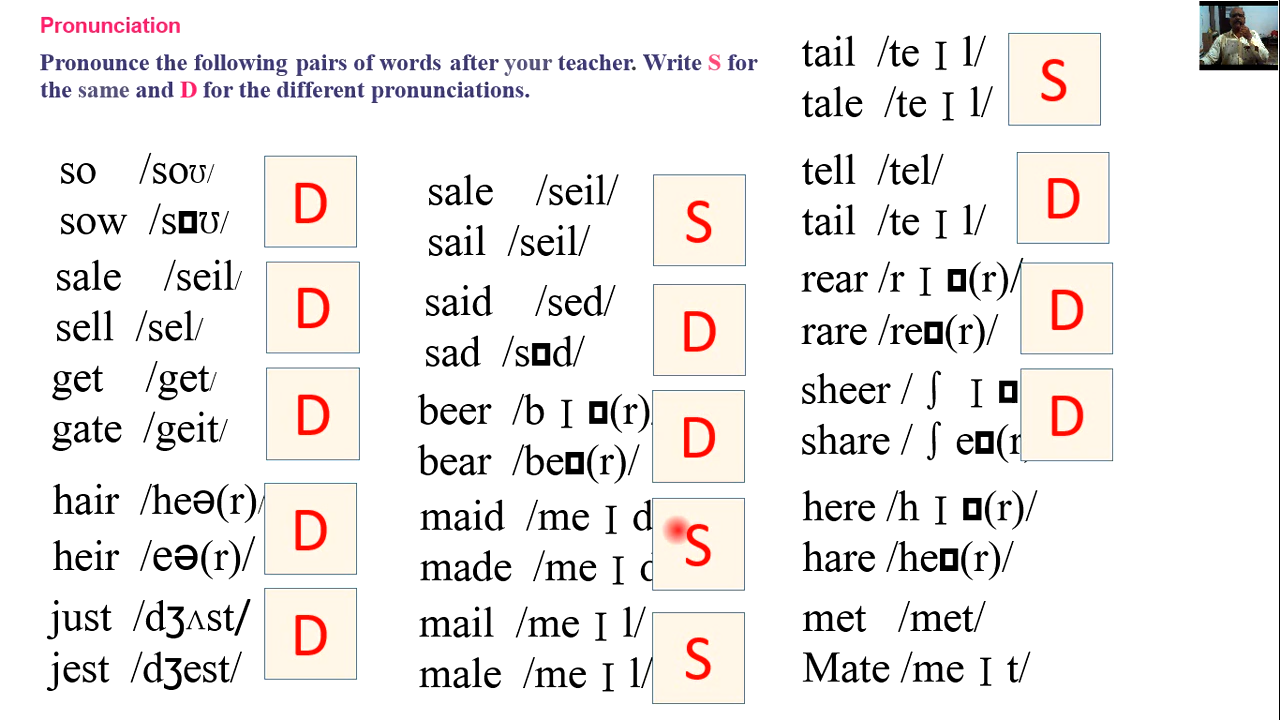 Pronunciation
Pronounce the following pairs of words after your teacher. Write S for
the same and D for the different pronunciations.
so /soʊ/
sow /s◘ʊ/
D
sale /seil/
sell /sel/
D
get /get/
gate /geit/
D
hair /heə(r)/
heir /eə(r)/
D
just /dʒʌst/
jest /dʒest/
D
sale /seil/
sail /seil/
S
said /sed/
sad /s◘d/
D
beer /b I ◘(r)
bear /be◘(r)/
D
maid /me I d
made /me I d
S
mail /me I l/
male /me I l/
S
tail /te I l/
tale /te I l/
S
tell /tel/
tail /te I l/
D
rear /r I ◘(r)/
rare /re◘(r)/
D
sheer / ʃ I ◘
share / ʃ e◘(r
D
here /h I ◘(r)/
hare /he◘(r)/
met /met/
Mate /me I t/